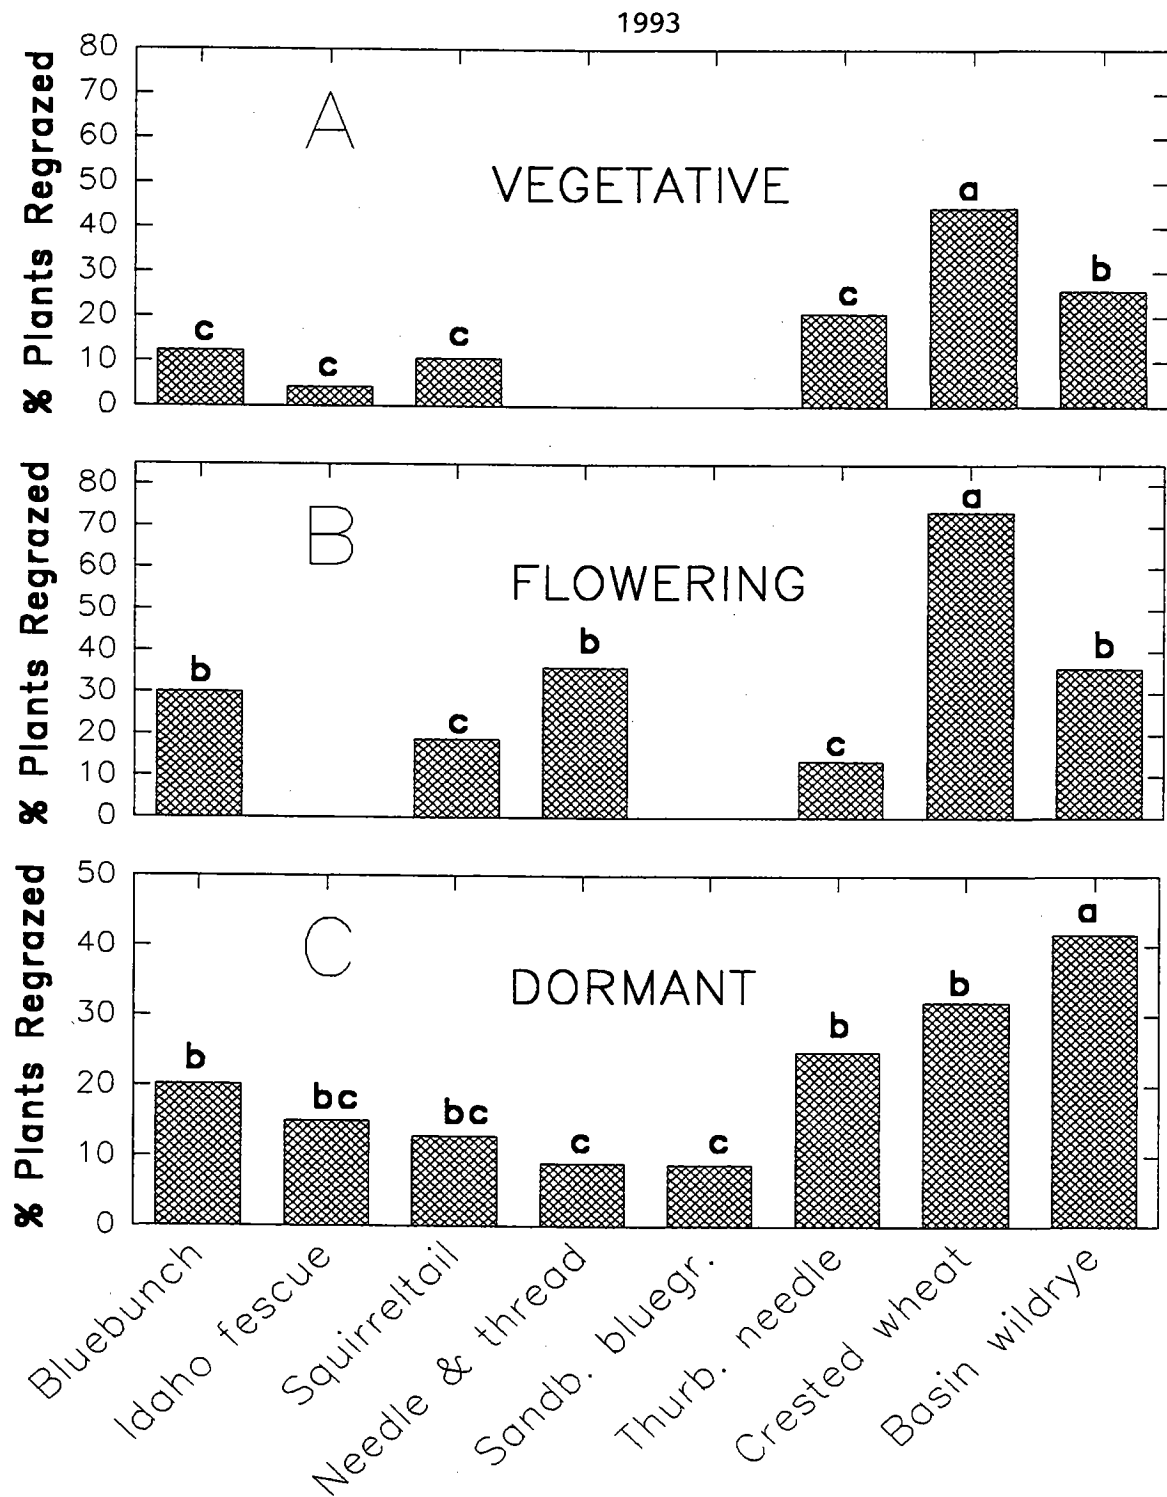 1993
% Plants Regrazed
80
70
60
50
40
30
20
10
0
A
VEGETATIVE
c
c
c
c
a
b
% Plants Regrazed
80
70
60
50
40
30
20
10
0
B
FLOWERING
b
c
b
c
a
b
% Plants Regrazed
50
40
30
20
10
0
C
DORMANT
b
bc
bc
c
c
b
b
a
Bluebunch
Idaho fescue
Squirreltail
Needle & thread
Sandb. bluegr.
Thurb. needle
Crested wheat
Basin wildrye